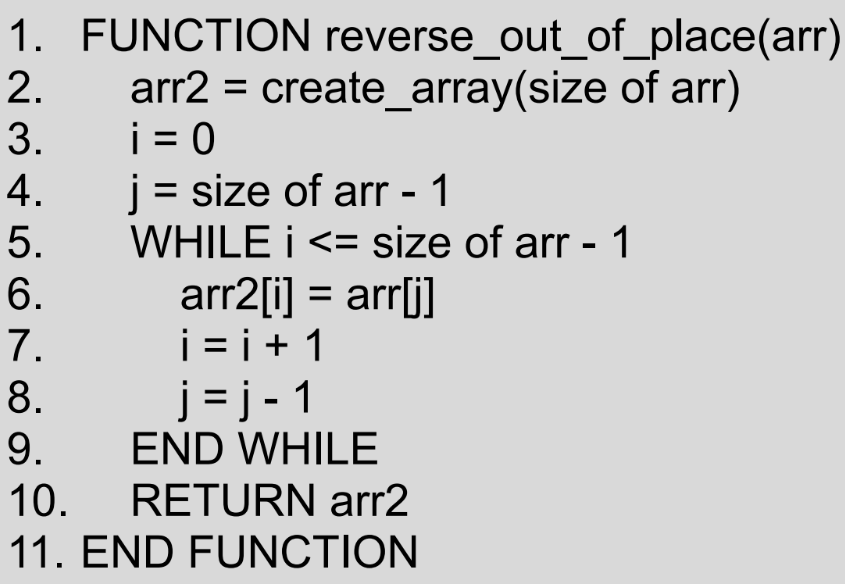 1. FUNCTION reverse_out_of_place(arr)
2. arr2 = create_array(size of arr)
3. i = 0
4. j = size of arr - 1
5. WHILE i <= size of arr - 1
6. arr2[i] = arr[j]
7. i = i + 1
8. j = j - 1
9. END WHILE
10. RETURN arr2
11. END FUNCTION